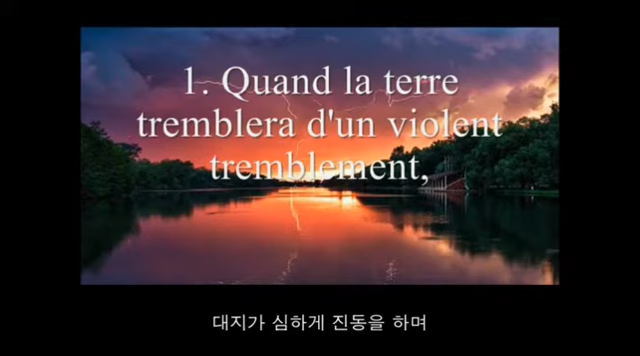 1. Quand la terre
tremblera d'un violent
tremblement,
대지가 심하게 진동을 하며